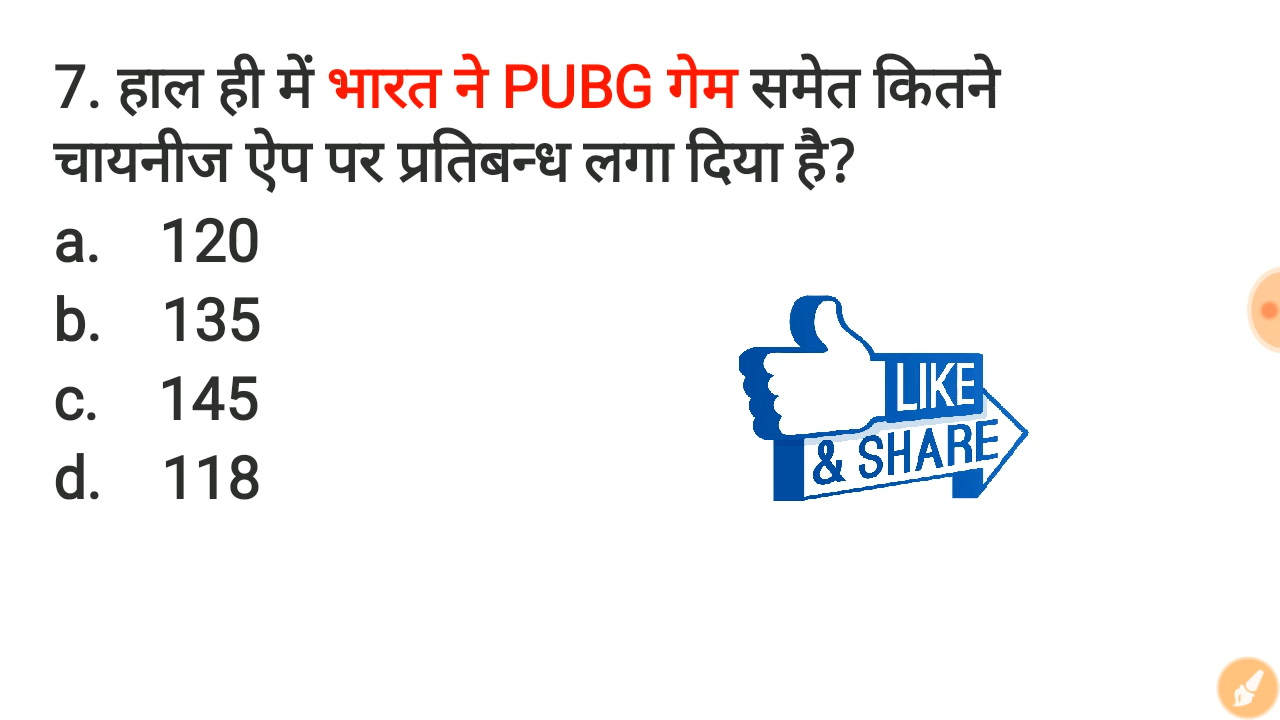 7. हाल ही में भारत ने PUBG गेम समेत कितने
चायनीज ऐप पर प्रतिबन्ध लगा दिया है?
a. 120
b. 135
c. 145
d. 118
LIKE
& SHARE